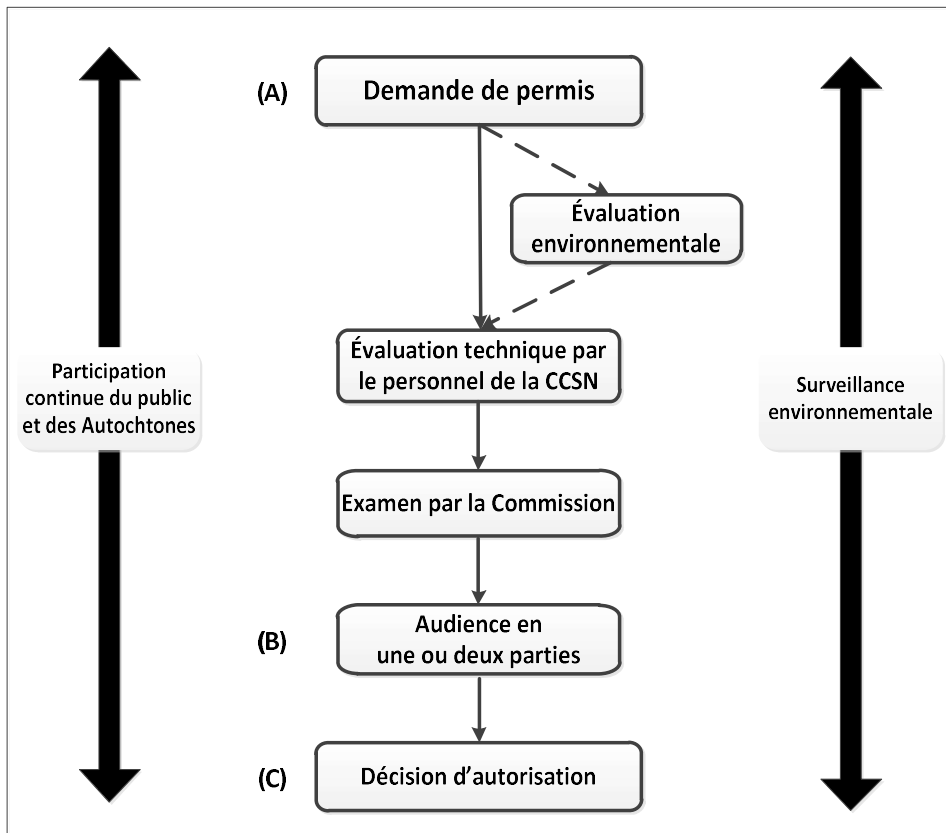 (A) Demande de permis
Évaluation
environnementale
Évaluation technique par
le personnel de la CCSN
Participation
continue du public
et des Autochtones
Surveillance
environnementale
Examen par la Commission
(B) Audience en
une ou deux parties
(C) Décision d’autorisation